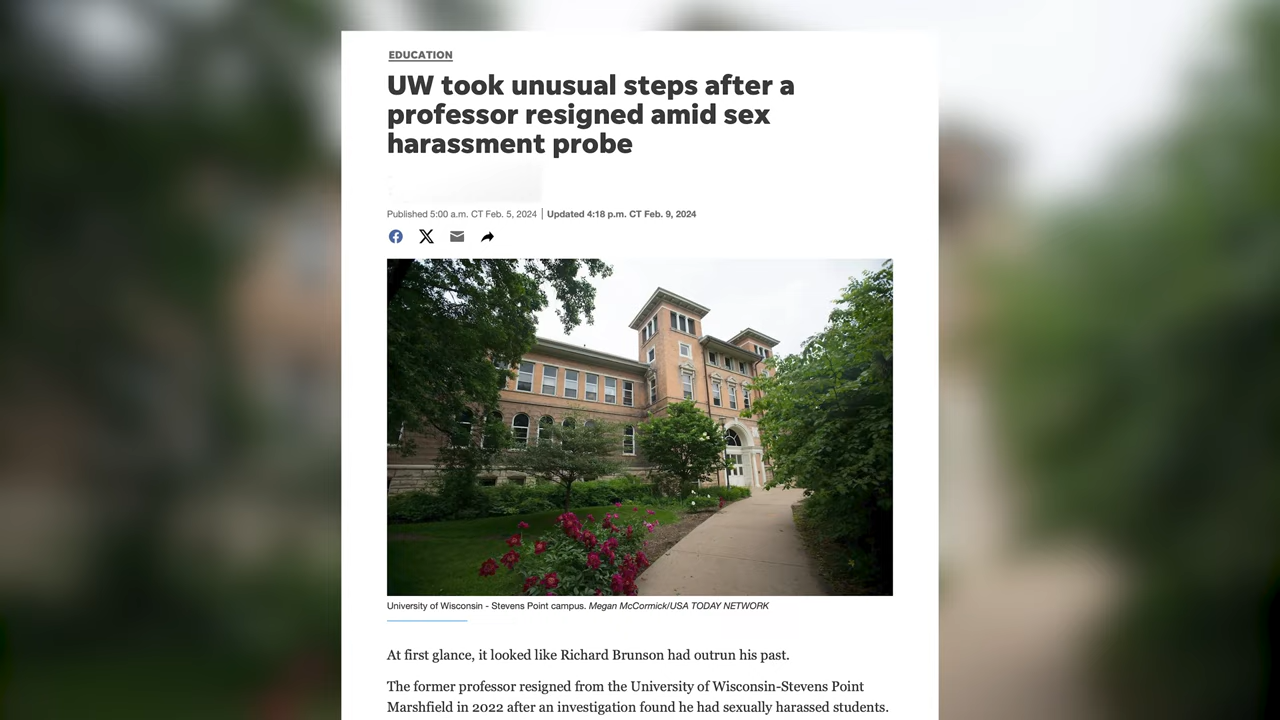 EDUCATION
UW took unusual steps after a
professor resigned amid sex
harassment probe
Published 5:00 a.m. CT Feb. 5, 2024 | Updated 4:18 p.m. CT Feb. 9, 2024
University of Wisconsin - Stevens Point campus. Megan McCormick/USA TODAY NETWORK
At first glance, it looked like Richard Brunson had outrun his past.
The former professor resigned from the University of Wisconsin-Stevens Point
Marshfield in 2022 after an investigation found he had sexually harassed students.